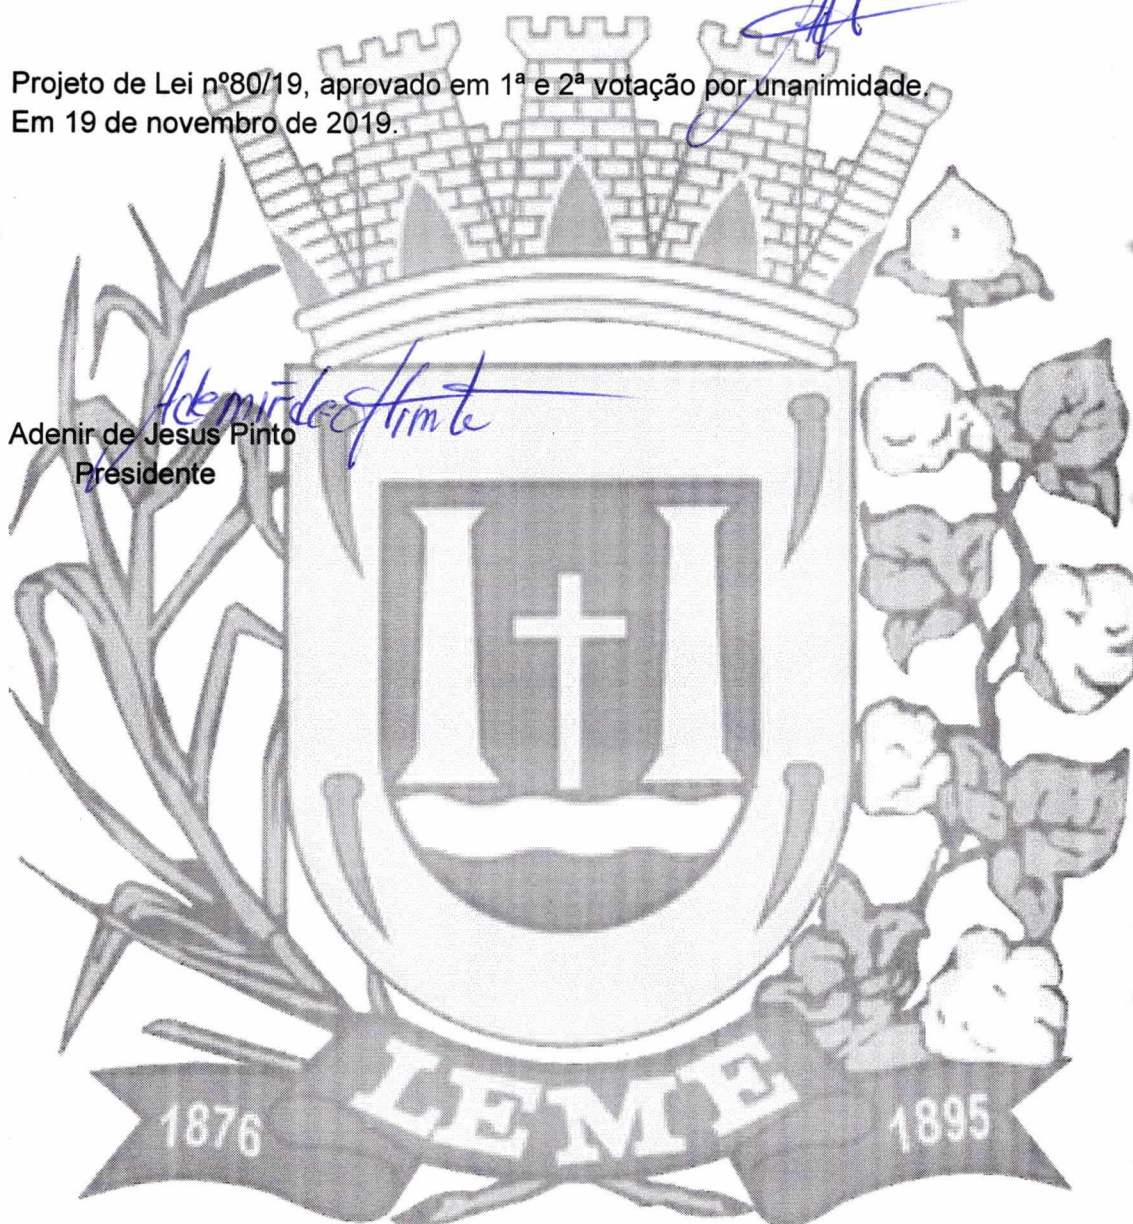 Projeto de Lei nº80/19, aprovado em 1ª e 2ª votação por unanimidade.
Em 19 de novembro de 2019.
Adenir de Jesus Pinto
Presidente
LEME
1876
1895